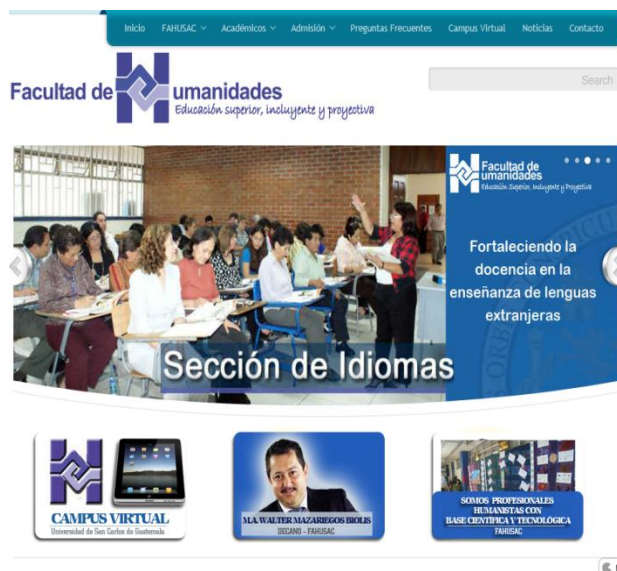 Inicio FAHUSAC Académicos Admisión Preguntas Frecuentes Campus Virtual Noticias Contacto
Facultad de Humanidades
Educación superior, incluyente y proyectiva
Search
Facultad de
Humanidades
Educación Superior, Incluyente y Proyectiva
Fortaleciendo la
docencia en la
enseñanza de lenguas
extranjeras
Sección de Idiomas
CAMPUS VIRTUAL
Universidad de San Carlos de Guatemala
M.A. WALTER MAZARIEGOS BIOLIS
DECANO - FAHUSAC
SOMOS PROFESIONALES
HUMANISTAS CON
BASE CIENTÍFICA Y TECNOLÓGICA
FAHUSAC